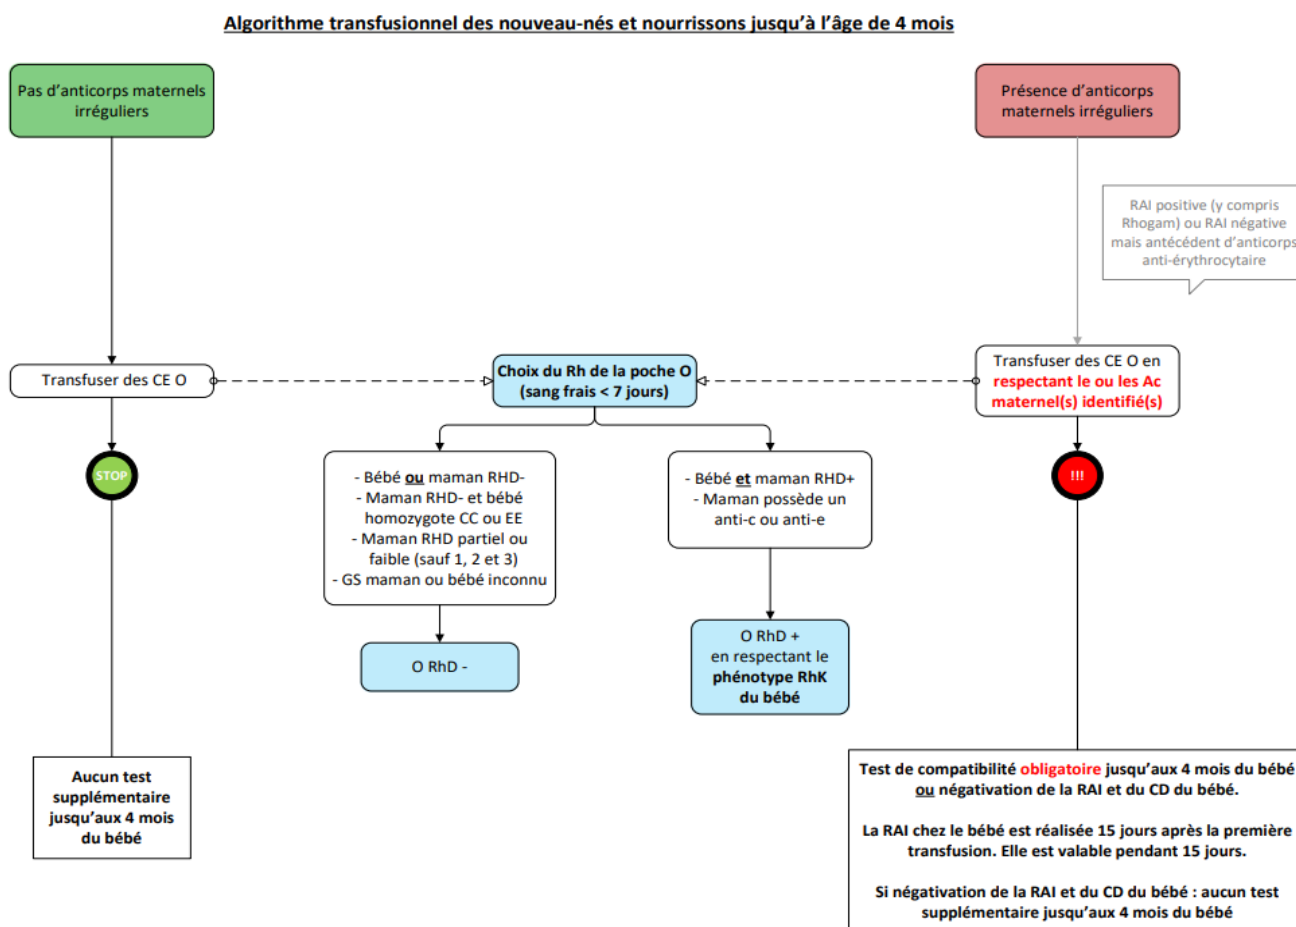 Algorithme transfusionnel des nouveau-nés et nourrissons jusqu'à l'âge de 4 mois
Pas d'anticorps maternels
irréguliers
Présence d'anticorps
maternels irréguliers
RAI positive (y compris
Rhogam) ou RAI négative
mais antécédent d'anticorps
anti-érythrocytaire
Transfuser des CE O
Choix du Rh de la poche O
(sang frais < 7 jours)
Transfuser des CE O en
respectant le ou les Ac
maternel(s) identifié(s)
STOP
- Bébé ou maman RHD-
- Maman RHD- et bébé
homozygote CC ou EE
- Maman RHD partiel ou
faible (sauf 1, 2 et 3)
- GS maman ou bébé inconnu
- Bébé et maman RHD+
- Maman possède un
anti-c ou anti-e
!!!
O RhD -
O RhD +
en respectant le
phénotype RhK
du bébé
Aucun test
supplémentaire
jusqu'aux 4 mois
du bébé
Test de compatibilité obligatoire jusqu'aux 4 mois du bébé
ou négativation de la RAI et du CD du bébé.
La RAI chez le bébé est réalisée 15 jours après la première
transfusion. Elle est valable pendant 15 jours.
Si négativation de la RAI et du CD du bébé : aucun test
supplémentaire jusqu'aux 4 mois du bébé